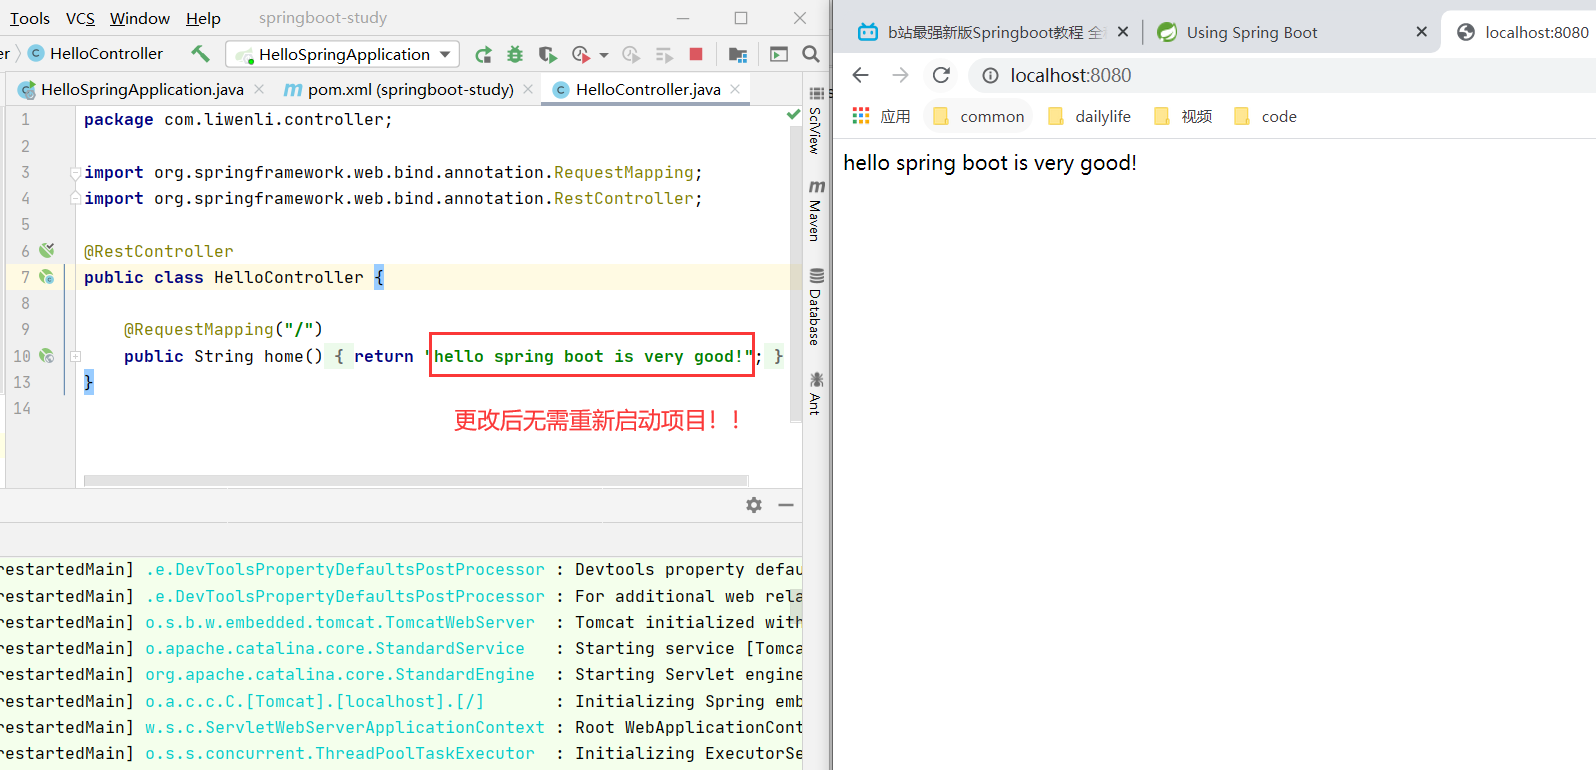 Tools VCS Window Help springboot-study
HelloController HelloSpringApplication
HelloSpringApplication.java pom.xml (springboot-study) HelloController.java
1 package com.liwenli.controller;
2
3 import org.springframework.web.bind.annotation.RequestMapping;
4 import org.springframework.web.bind.annotation.RestController;
5
6 @RestController
7 public class HelloController {
8
9 @RequestMapping("/")
10 public String home() { return "hello spring boot is very good!"; }
13 }
14
更改后无需重新启动项目！！
SciView
Maven
Database
Ant
restartedMain] .e.DevToolsPropertyDefaultsPostProcessor : Devtools property defau
restartedMain] .e.DevToolsPropertyDefaultsPostProcessor : For additional web rela
restartedMain] o.s.b.w.embedded.tomcat.TomcatWebServer : Tomcat initialized with
restartedMain] o.apache.catalina.core.StandardService : Starting service [Tomca
restartedMain] org.apache.catalina.core.StandardEngine : Starting Servlet engine
restartedMain] o.a.c.c.C.[Tomcat].[localhost].[/] : Initializing Spring emb
restartedMain] w.s.c.ServletWebServerApplicationContext : Root WebApplicationCont
restartedMain] o.s.s.concurrent.ThreadPoolTaskExecutor : Initializing ExecutorSe
b站最强新版Springboot教程 Using Spring Boot localhost:8080
localhost:8080
应用 common dailylife 视频 code
hello spring boot is very good!